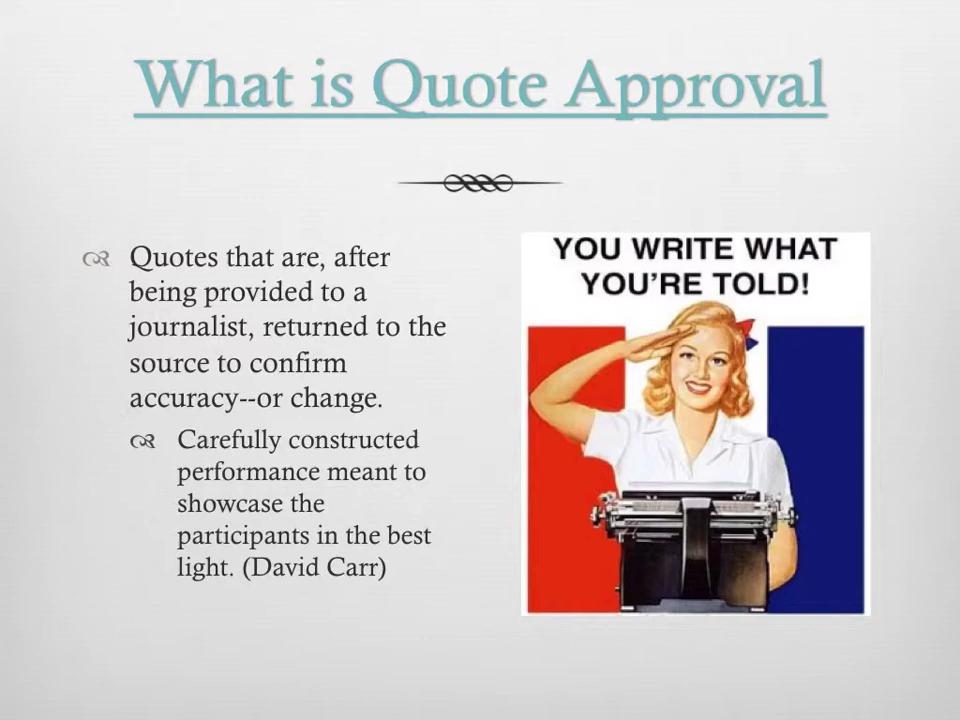 What is Quote Approval
Quotes that are, after
being provided to a
journalist, returned to the
source to confirm
accuracy--or change.
Carefully constructed
performance meant to
showcase the
participants in the best
light. (David Carr)
YOU WRITE WHAT
YOU'RE TOLD!